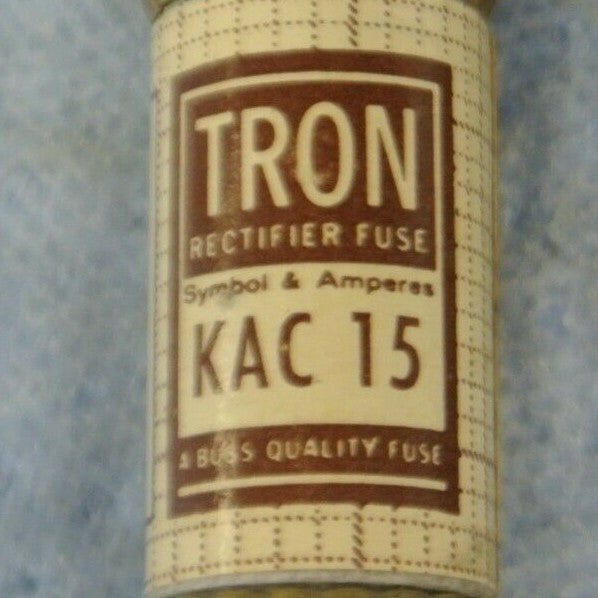 TRON
RECTIFIER FUSE
Symbol & Amperes
KAC 15
A BUSS QUALITY FUSE